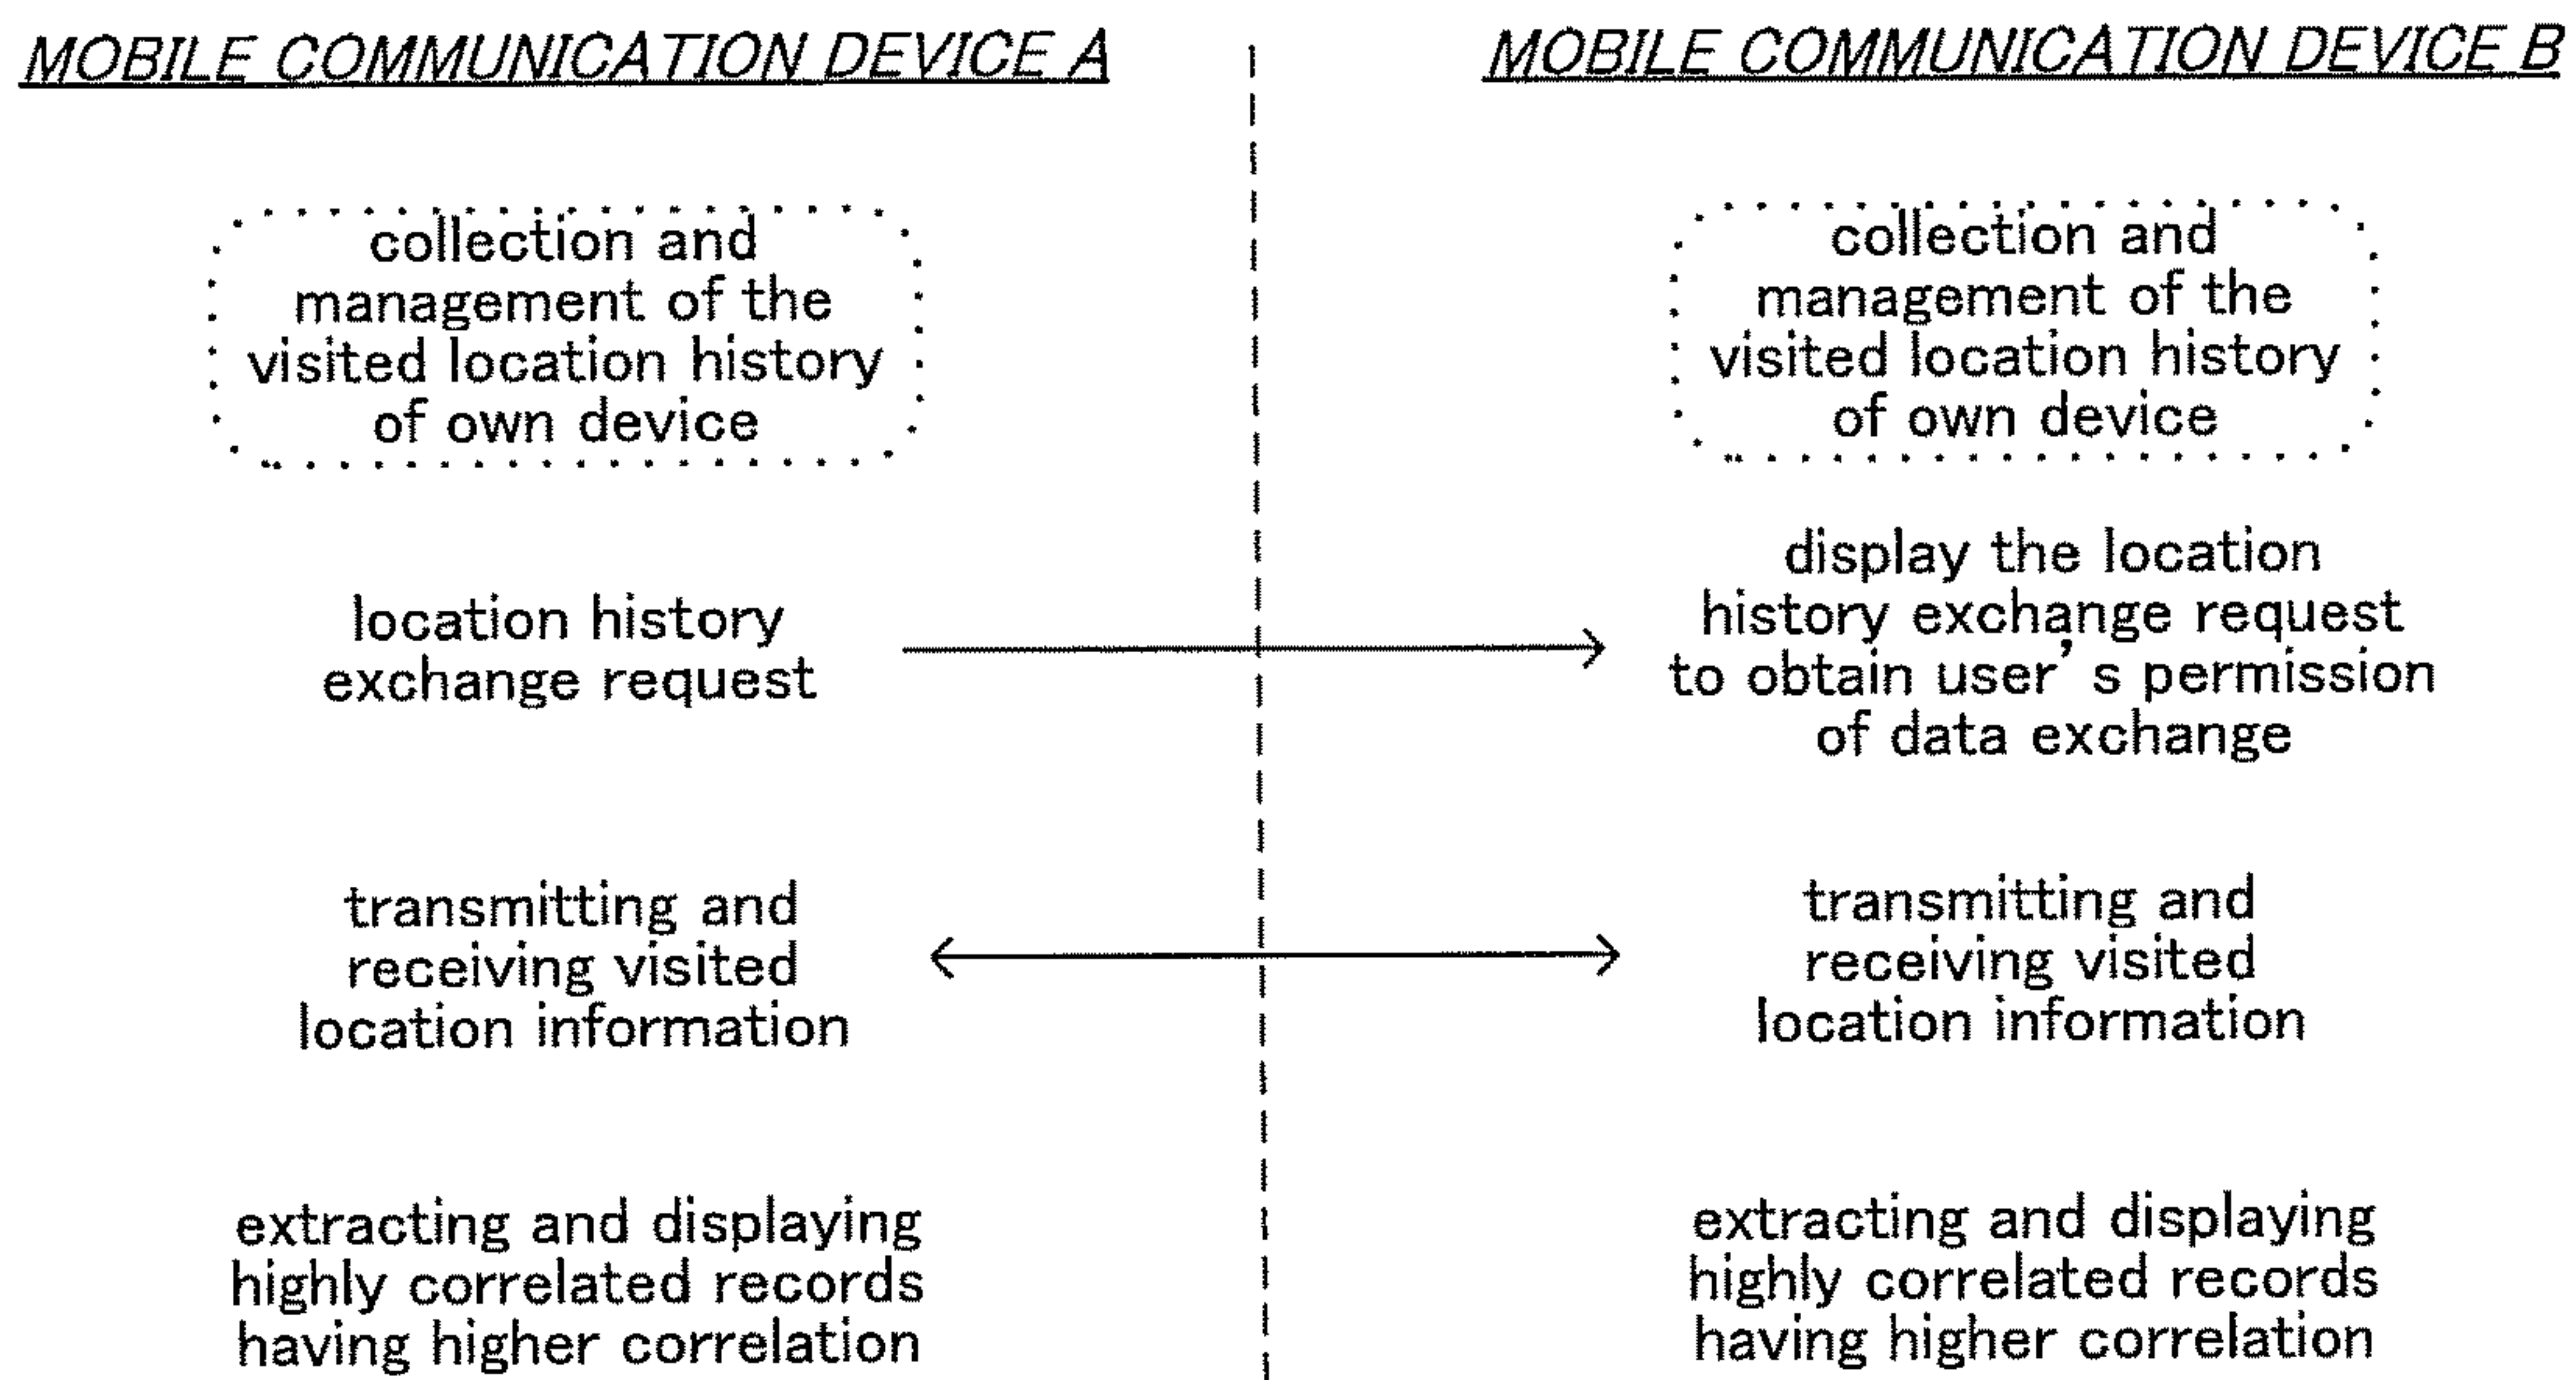 MOBILE COMMUNICATION DEVICE A
MOBILE COMMUNICATION DEVICE B
collection and
management of the
visited location history
of own device
collection and
management of the
visited location history
of own device
location history
exchange request
display the location
history exchange request
to obtain user's permission
of data exchange
transmitting and
receiving visited
location information
transmitting and
receiving visited
location information
extracting and displaying
highly correlated records
having higher correlation
extracting and displaying
highly correlated records
having higher correlation